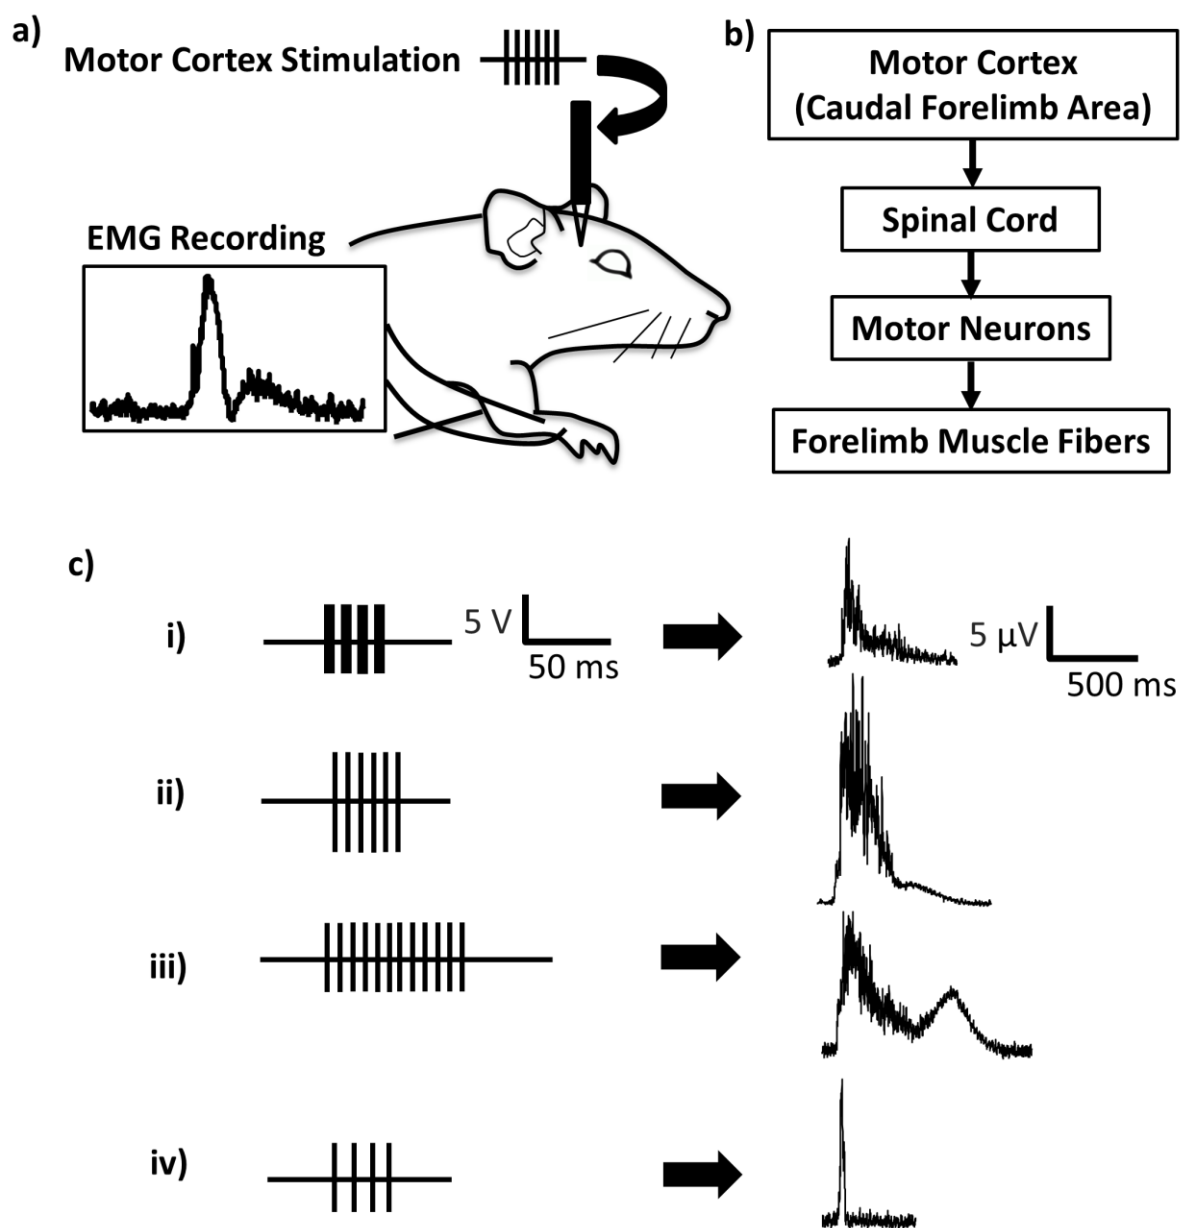 a)
Motor Cortex Stimulation
EMG Recording
b)
Motor Cortex
(Caudal Forelimb Area)
Spinal Cord
Motor Neurons
Forelimb Muscle Fibers
c)
i)
5 V
50 ms
5 µV
500 ms
ii)
iii)
iv)